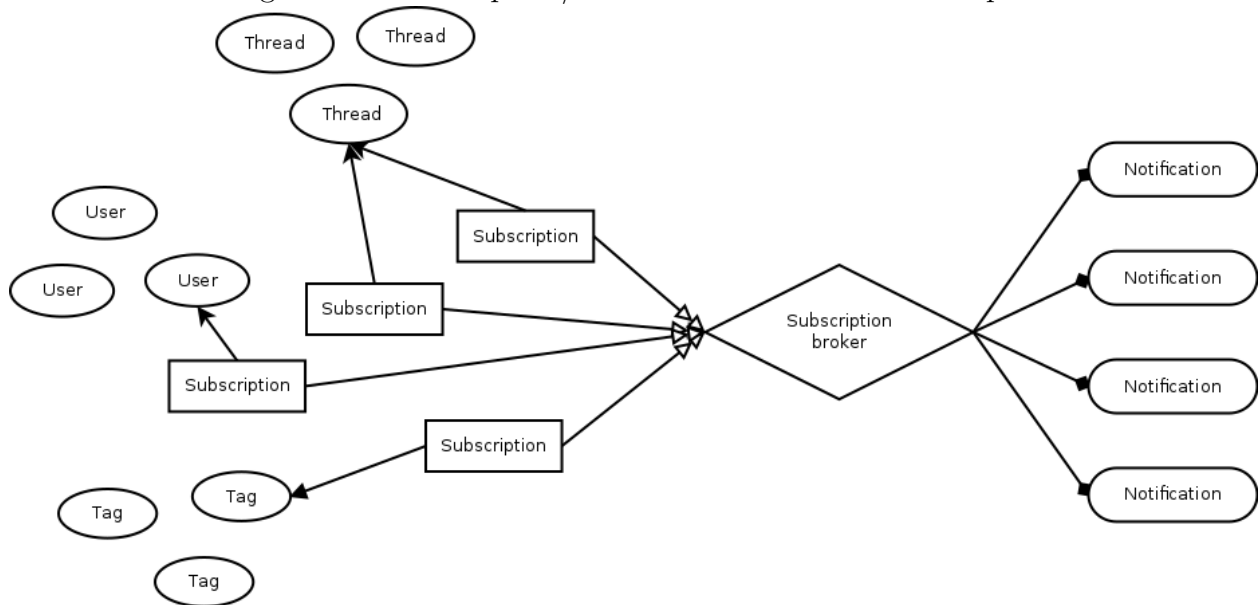 Thread
Thread
Thread
User
User
User
Subscription
Subscription
Subscription
Subscription
Tag
Tag
Tag
Subscription
broker
Notification
Notification
Notification
Notification